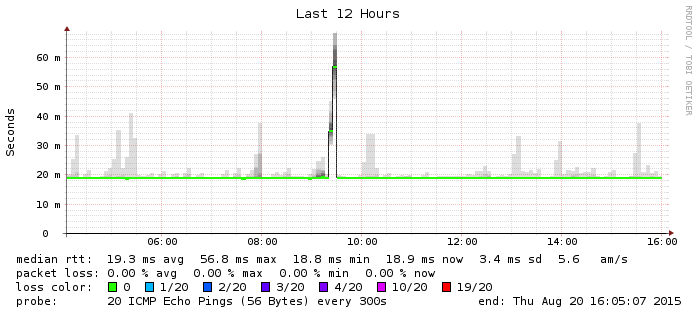 Last 12 Hours
RRDTOOL / TOBI OETIKER
Seconds
60 m
50 m
40 m
30 m
20 m
10 m
0
06:00 08:00 10:00 12:00 14:00 16:00
median rtt: 19.3 ms avg 56.8 ms max 18.8 ms min 18.9 ms now 3.4 ms sd 5.6 am/s
packet loss: 0.00 % avg 0.00 % max 0.00 % min 0.00 % now
loss color: 0 1/20 2/20 3/20 4/20 10/20 19/20
probe: 20 ICMP Echo Pings (56 Bytes) every 300s end: Thu Aug 20 16:05:07 2015